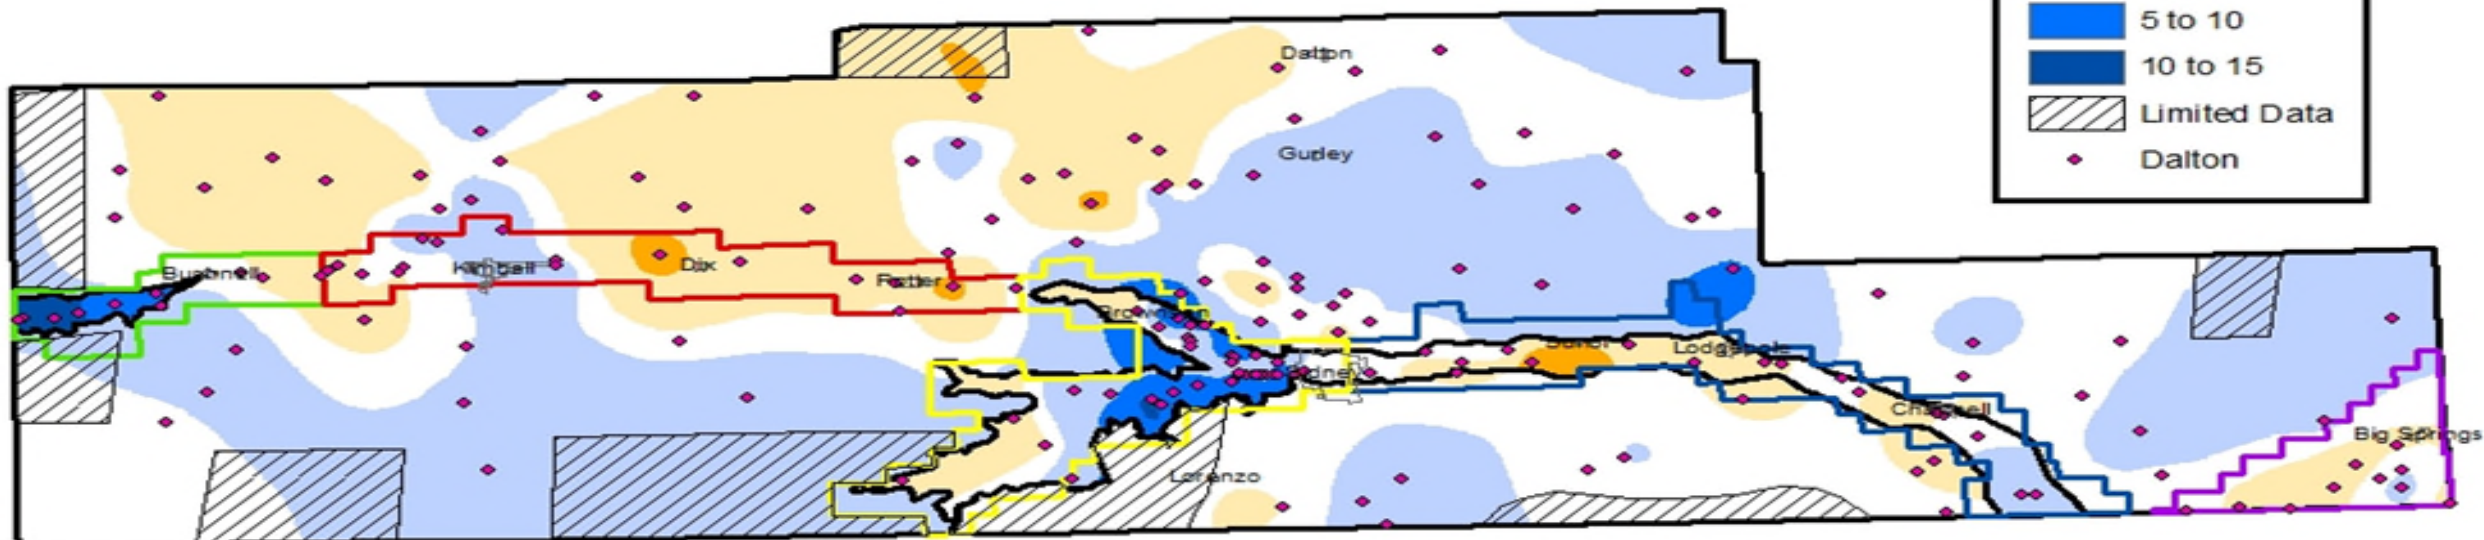 5 to 10
10 to 15
Limited Data
Dalton
Dalton
Gurley
Bushnell
Kimball
Dix
Potter
Brownson
Sidney
Sunol
Lodgepole
Chappell
Big Springs
Lorenzo